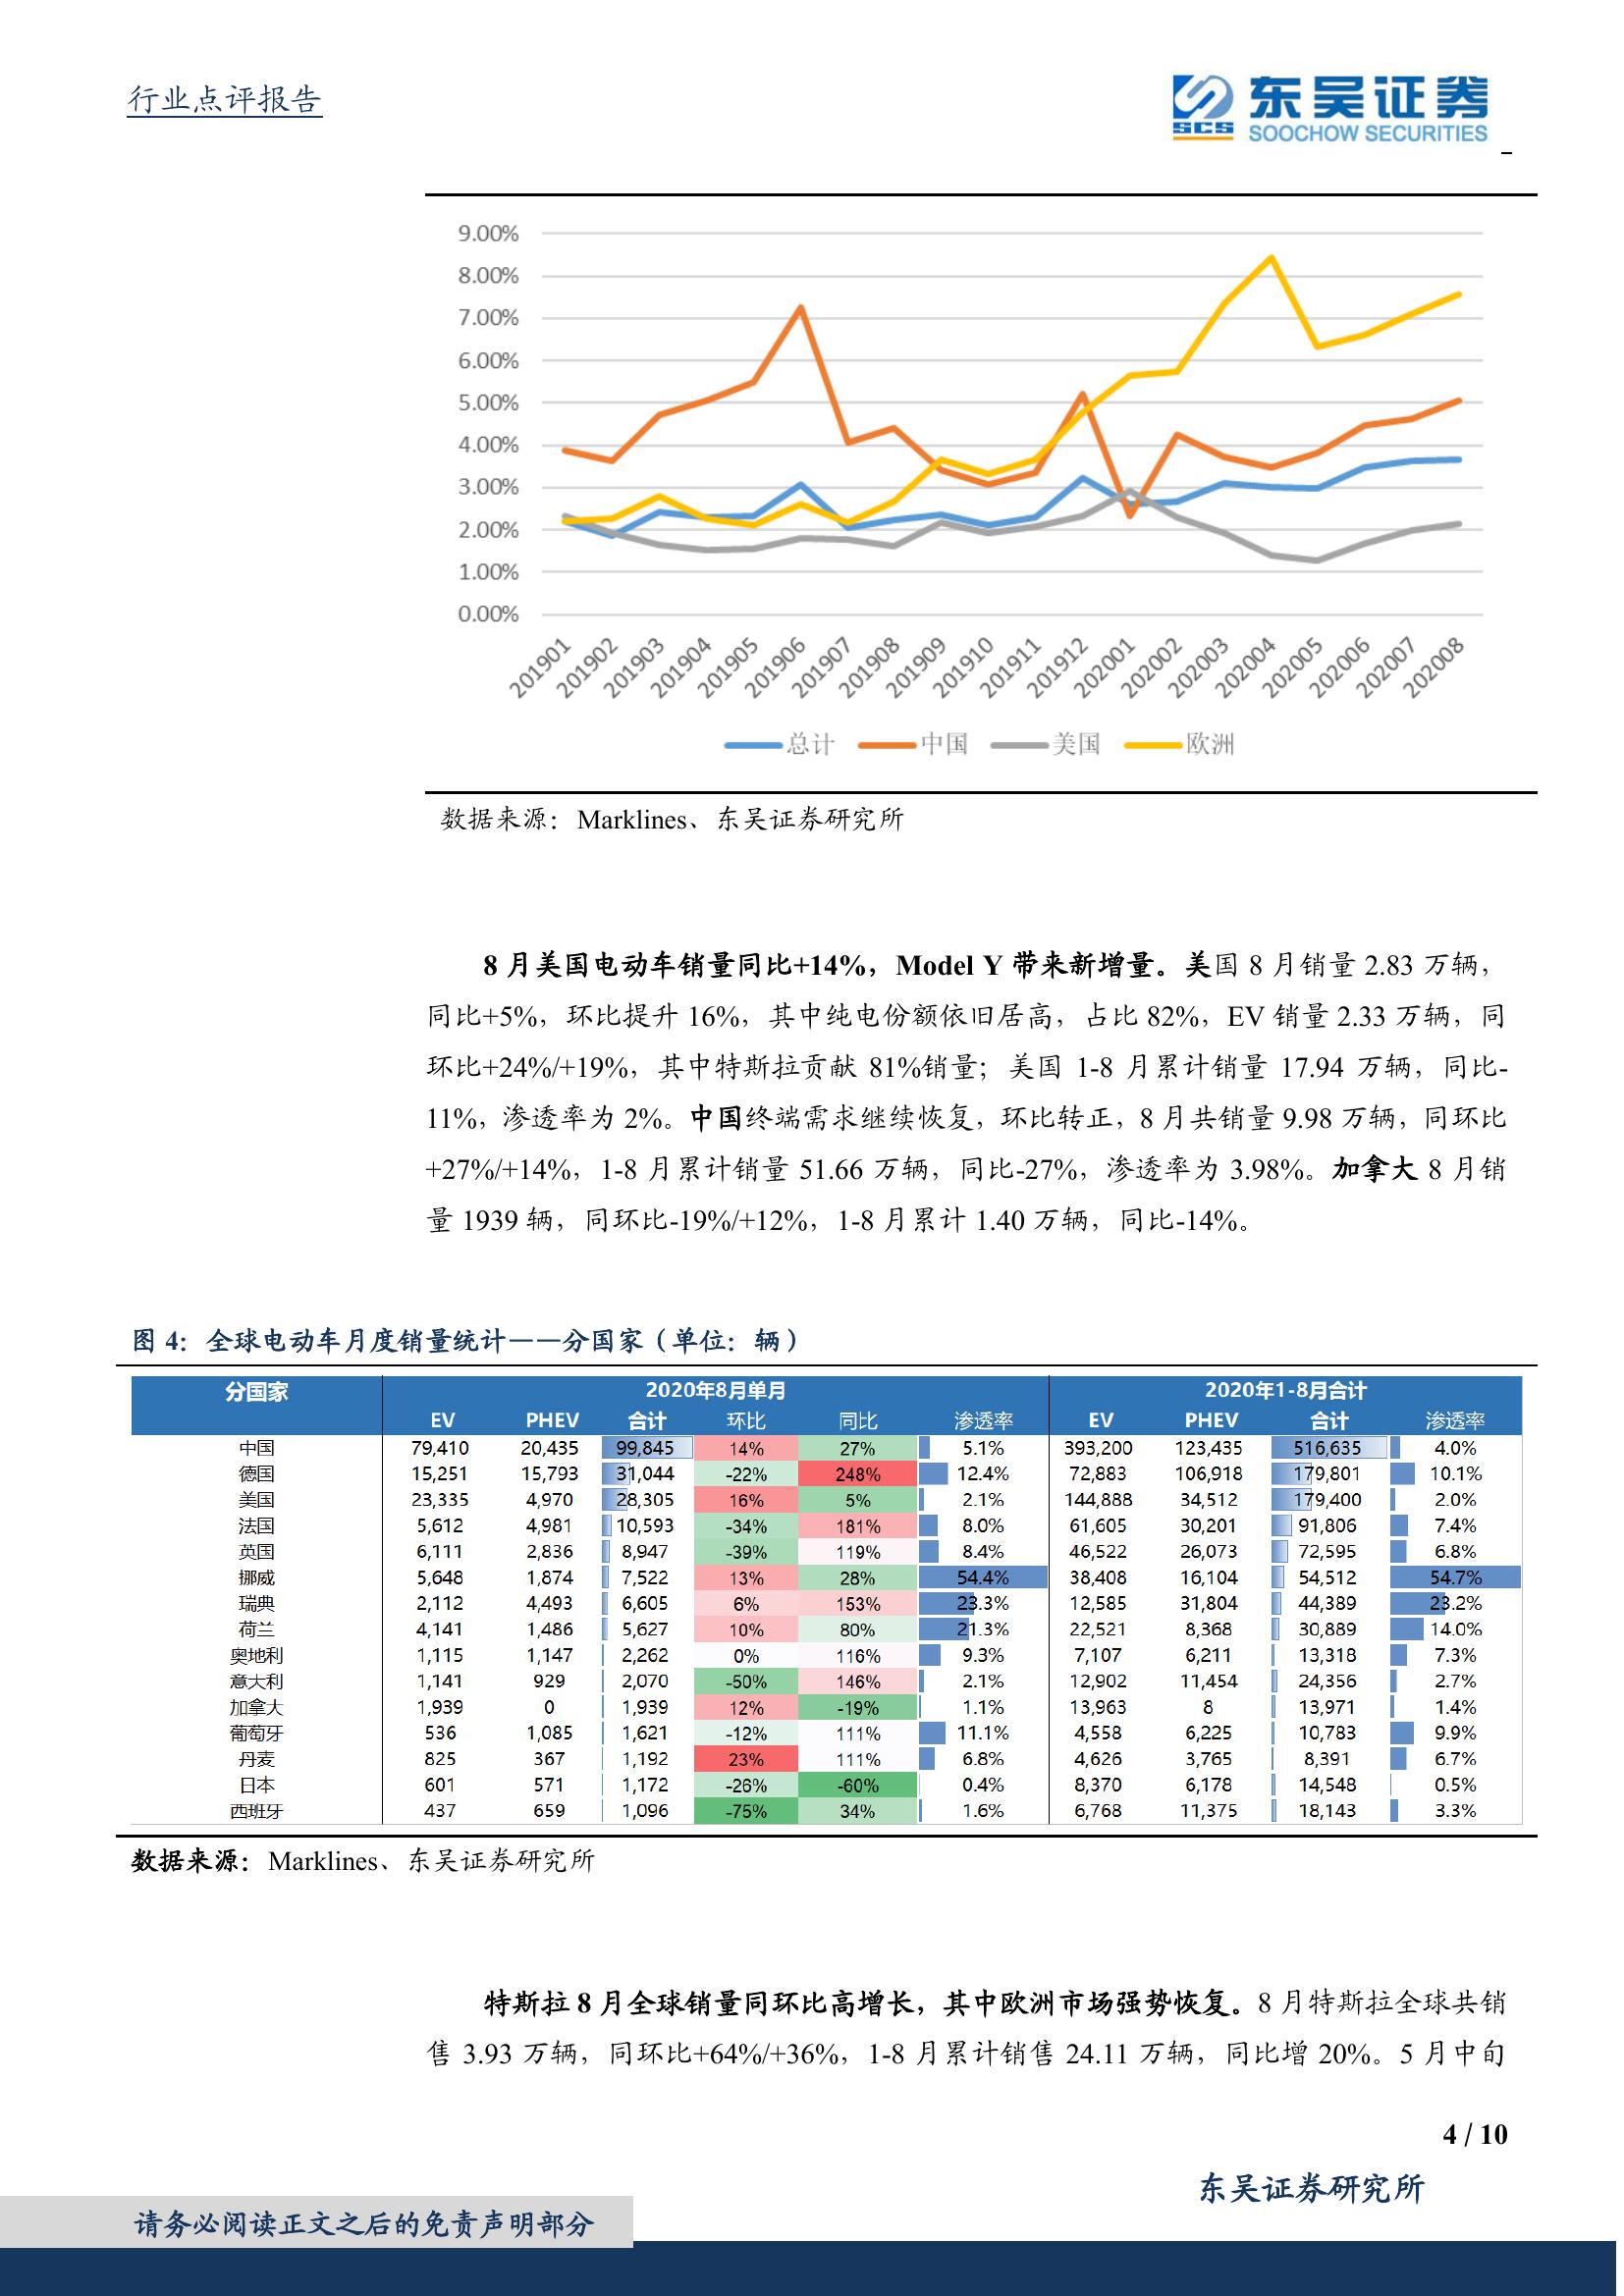 行业点评报告
SCS 东吴证券
SOOCHOW SECURITIES
9.00%
8.00%
7.00%
6.00%
5.00%
4.00%
3.00%
2.00%
1.00%
0.00%
201901 201902 201903 201904 201905 201906 201907 201908 201909 201910 201911 201912 202001 202002 202003 202004 202005 202006 202007 202008
总计 中国 美国 欧洲
数据来源：Marklines、东吴证券研究所
8 月美国电动车销量同比+14%，Model Y 带来新增量。美国 8 月销量 2.83 万辆，
同比+5%，环比提升 16%，其中纯电份额依旧居高，占比 82%，EV 销量 2.33 万辆，同
环比+24%/+19%，其中特斯拉贡献 81%销量；美国 1-8 月累计销量 17.94 万辆，同比-
11%，渗透率为 2%。中国终端需求继续恢复，环比转正，8 月共销量 9.98 万辆，同环比
+27%/+14%，1-8 月累计销量 51.66 万辆，同比-27%，渗透率为 3.98%。加拿大 8 月销
量 1939 辆，同环比-19%/+12%，1-8 月累计 1.40 万辆，同比-14%。
图 4：全球电动车月度销量统计——分国家（单位：辆）
分国家 2020年8月单月 2020年1-8月合计
EV PHEV 合计 环比 同比 渗透率 EV PHEV 合计 渗透率
中国 79,410 20,435 99,845 14% 27% 5.1% 393,200 123,435 516,635 4.0%
德国 15,251 15,793 31,044 -22% 248% 12.4% 72,883 106,918 179,801 10.1%
美国 23,335 4,970 28,305 16% 5% 2.1% 144,888 34,512 179,400 2.0%
法国 5,612 4,981 10,593 -34% 181% 8.0% 61,605 30,201 91,806 7.4%
英国 6,111 2,836 8,947 -39% 119% 8.4% 46,522 26,073 72,595 6.8%
挪威 5,648 1,874 7,522 13% 28% 54.4% 38,408 16,104 54,512 54.7%
瑞典 2,112 4,493 6,605 6% 153% 23.3% 12,585 31,804 44,389 23.2%
荷兰 4,141 1,486 5,627 10% 80% 21.3% 22,521 8,368 30,889 14.0%
奥地利 1,115 1,147 2,262 0% 116% 9.3% 7,107 6,211 13,318 7.3%
意大利 1,141 929 2,070 -50% 146% 2.1% 12,902 11,454 24,356 2.7%
加拿大 1,939 0 1,939 12% -19% 1.1% 13,963 8 13,971 1.4%
葡萄牙 536 1,085 1,621 -12% 111% 11.1% 4,558 6,225 10,783 9.9%
丹麦 825 367 1,192 23% 111% 6.8% 4,626 3,765 8,391 6.7%
日本 601 571 1,172 -26% -60% 0.4% 8,370 6,178 14,548 0.5%
西班牙 437 659 1,096 -75% 34% 1.6% 6,768 11,375 18,143 3.3%
数据来源：Marklines、东吴证券研究所
特斯拉 8 月全球销量同环比高增长，其中欧洲市场强势恢复。8 月特斯拉全球共销
售 3.93 万辆，同环比+64%/+36%，1-8 月累计销售 24.11 万辆，同比增 20%。5 月中旬
4 / 10
东吴证券研究所
请务必阅读正文之后的免责声明部分